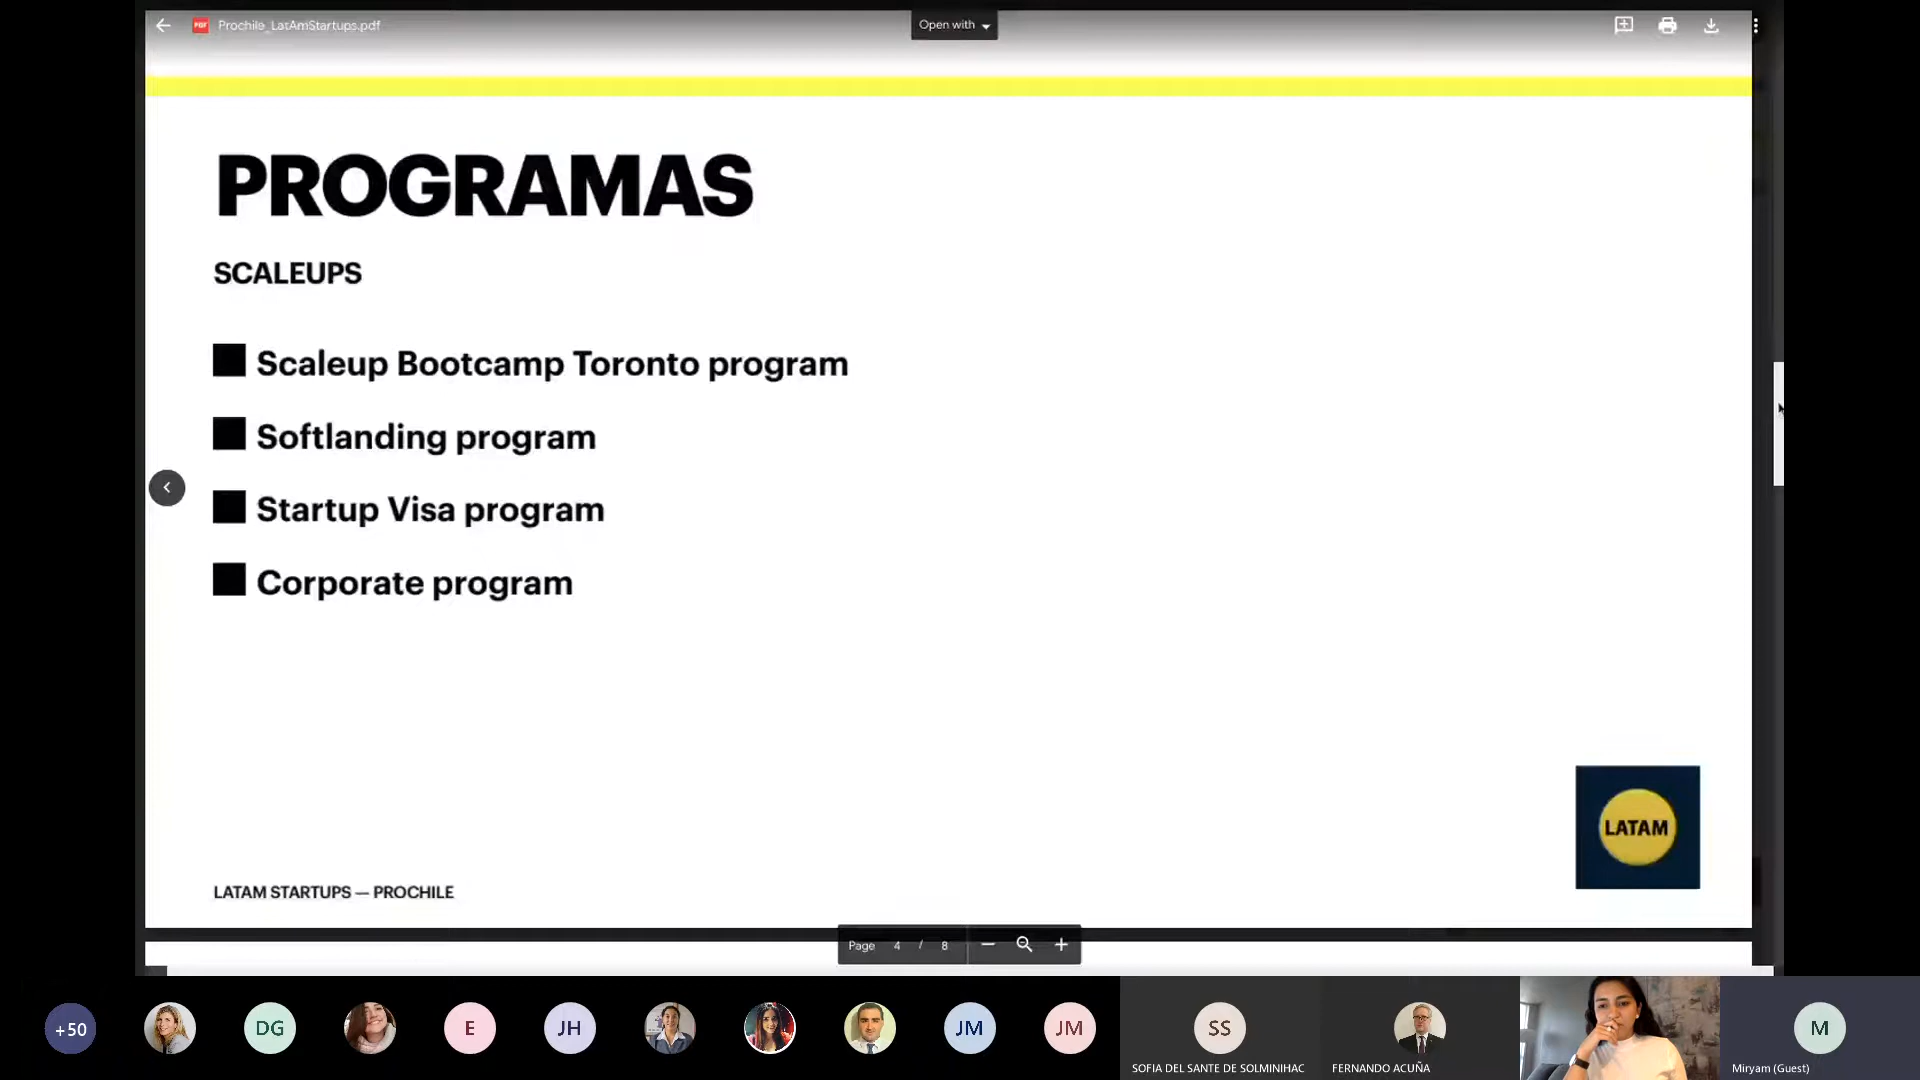 Prochile_LatAmStartups.pdf
Open with
PROGRAMAS
SCALEUPS
Scaleup Bootcamp Toronto program
Softlanding program
Startup Visa program
Corporate program
LATAM
LATAM STARTUPS — PROCHILE
Page 4 / 8
+50
DG
E
JH
JM
JM
SS
M
SOFIA DEL SANTE DE SOLMINIHAC
FERNANDO ACUÑA
Miryam (Guest)